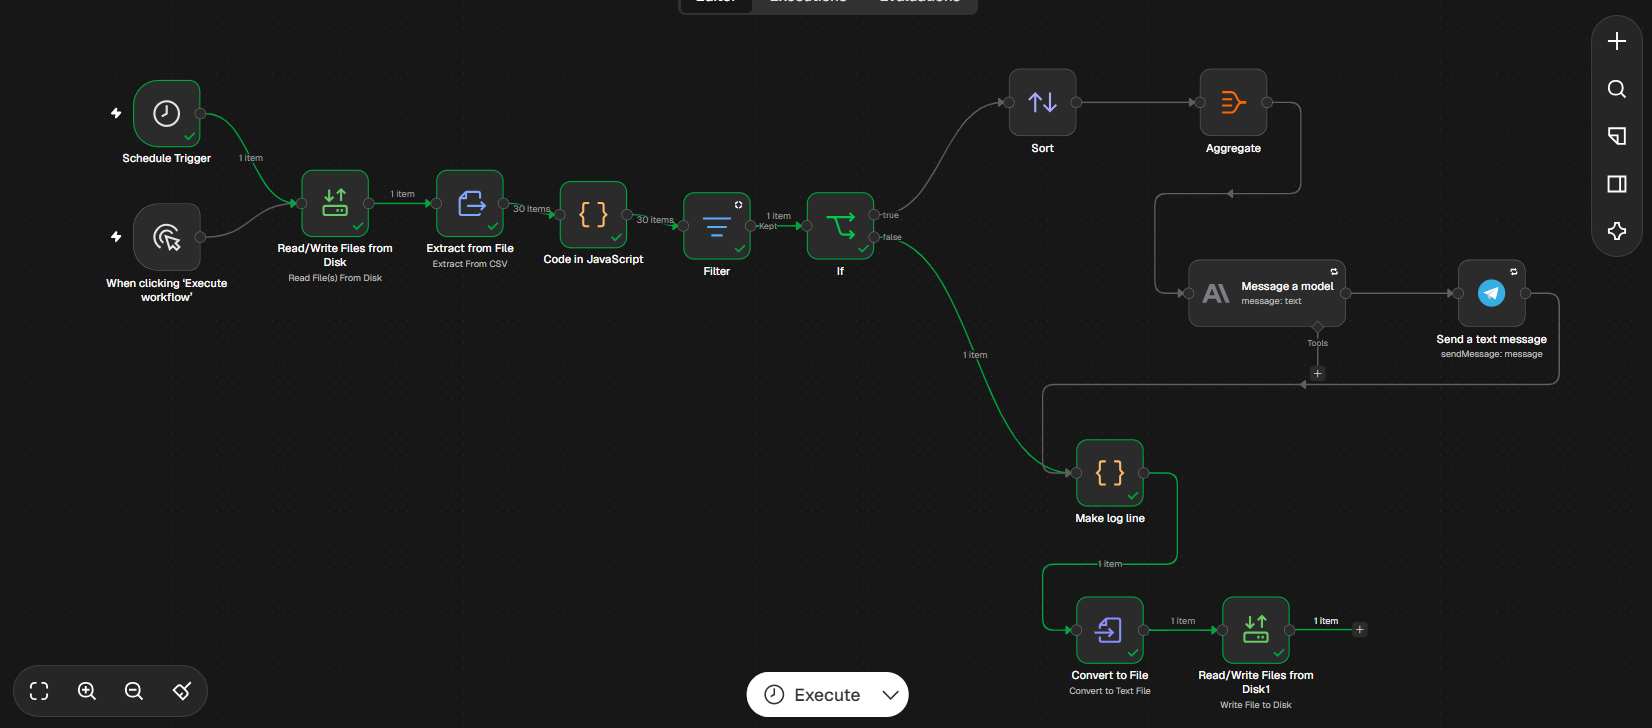 Editor Executions Evaluations
Schedule Trigger
1 item
When clicking ‘Execute
workflow’
Read/Write Files from
Disk
Read File(s) From Disk
1 item
Extract from File
Extract From CSV
30 items
Code in JavaScript
30 items
Filter
1 item
Kept
If
true
false
Sort
Aggregate
Message a model
message: text
Tools
Send a text message
sendMessage: message
1 item
Make log line
1 item
Convert to File
Convert to Text File
1 item
Read/Write Files from
Disk1
Write File to Disk
1 item
Execute